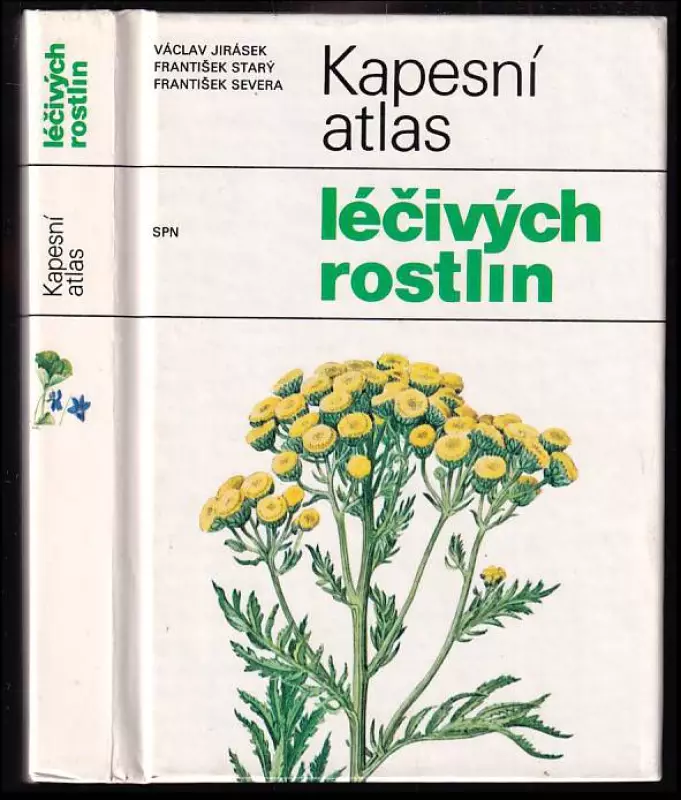 VÁCLAV JIRÁSEK
FRANTIŠEK STARÝ
FRANTIŠEK SEVERA
Kapesní
atlas
SPN
léčivých
rostlin
Kapesní
atlas
léčivých
rostlin